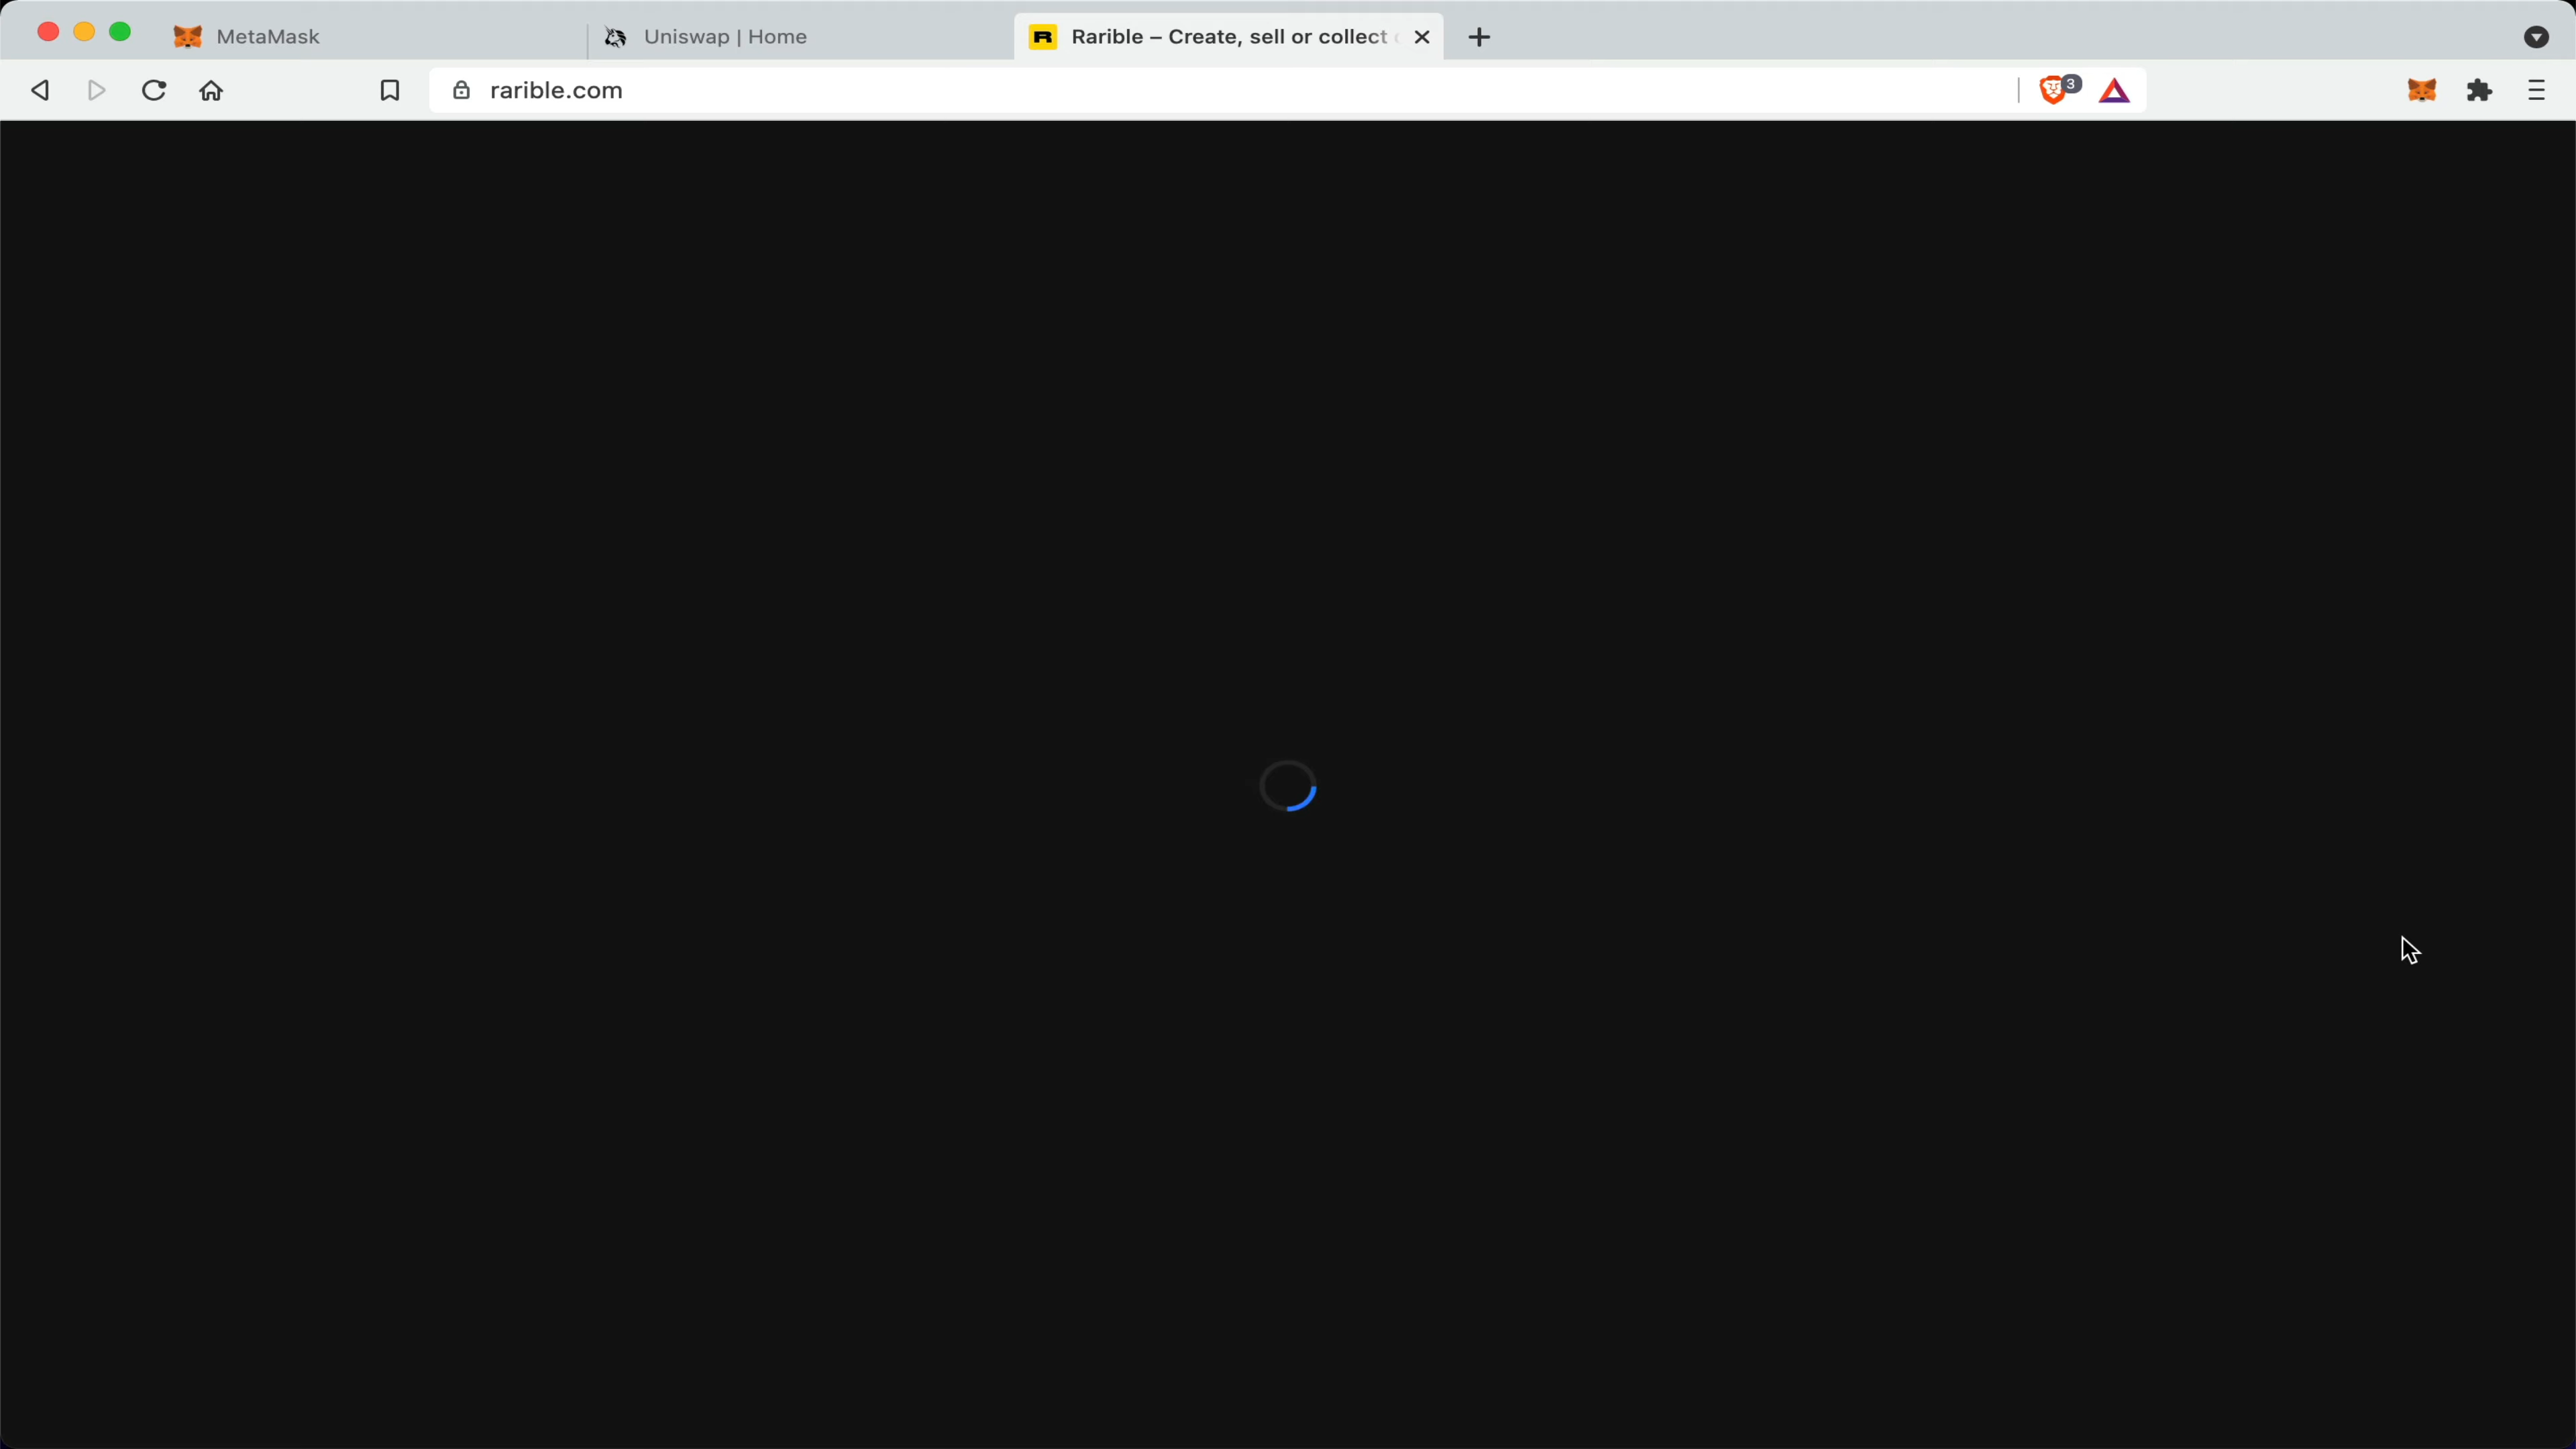 MetaMask
Uniswap | Home
Rarible – Create, sell or collect
rarible.com
3